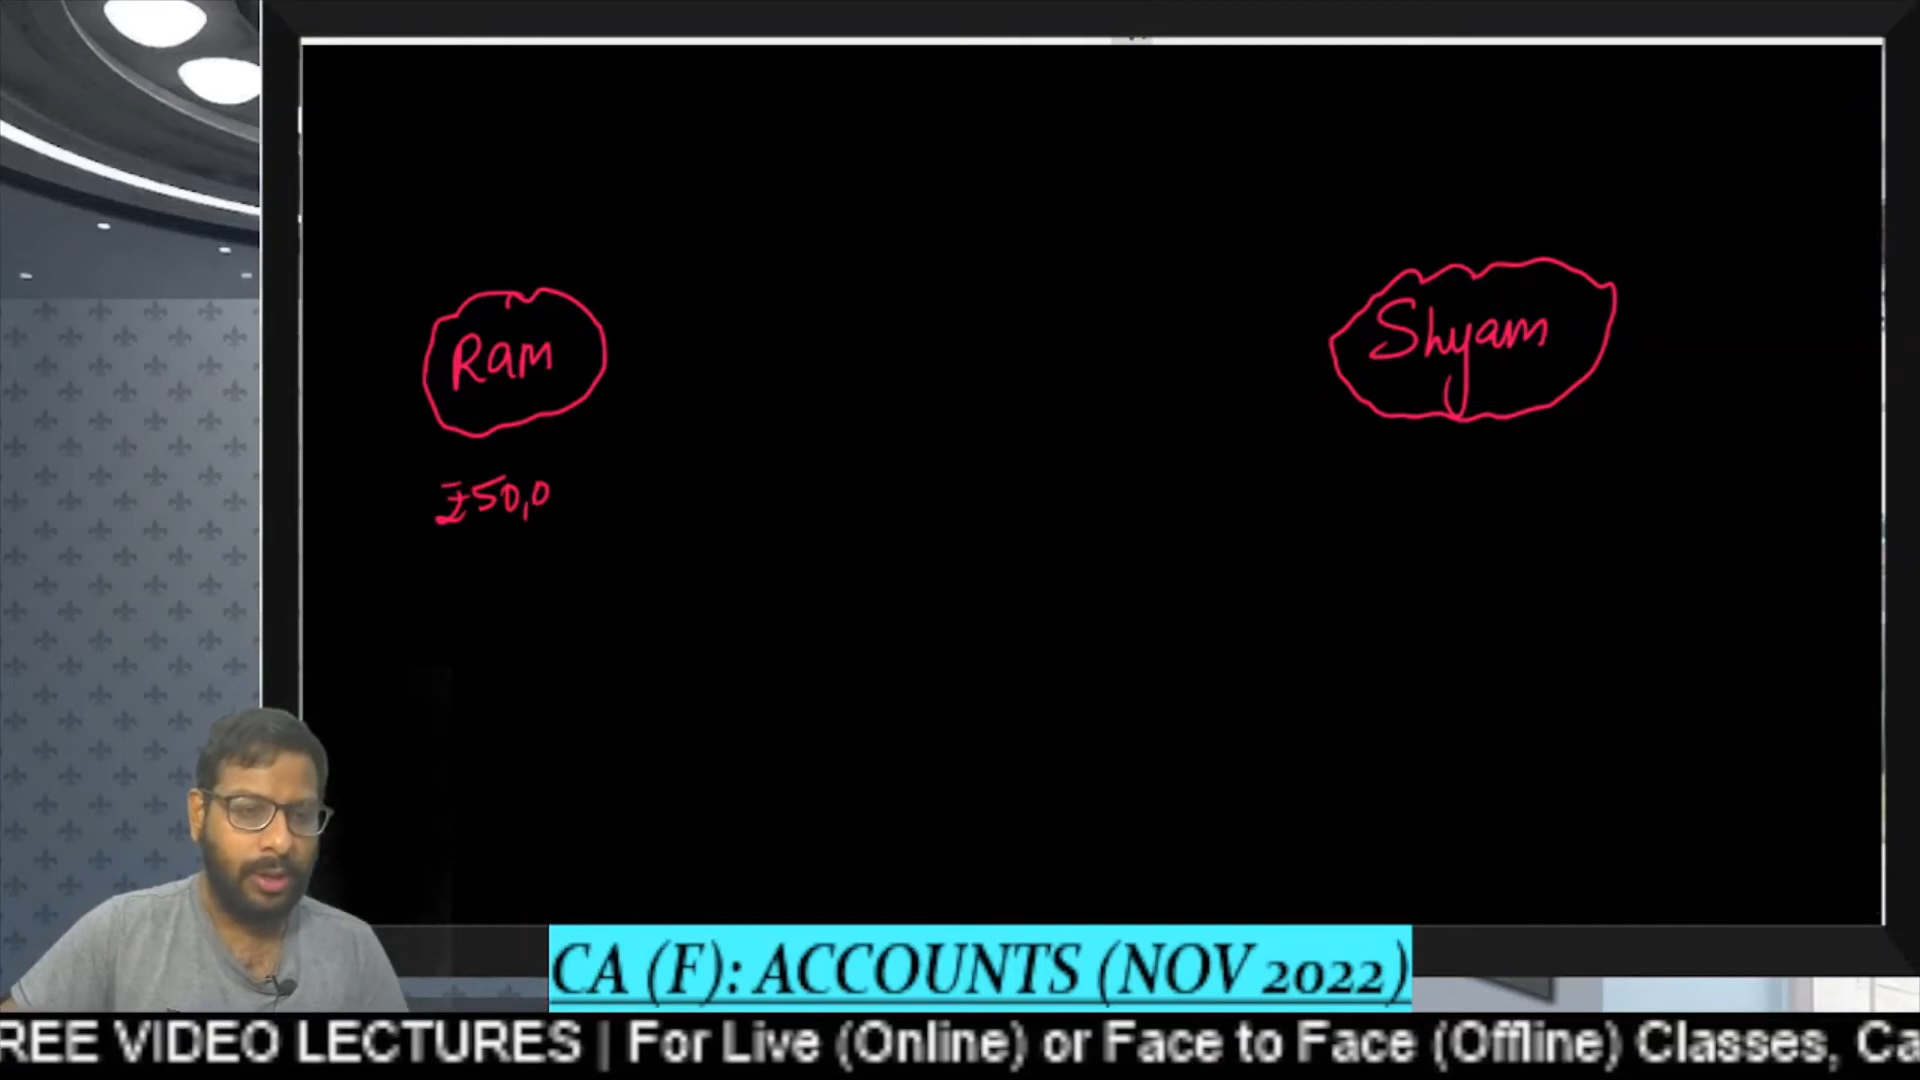 Ram
Shyam
₹50,0
CA (F): ACCOUNTS (NOV 2022)
REE VIDEO LECTURES | For Live (Online) or Face to Face (Offline) Classes, Ca